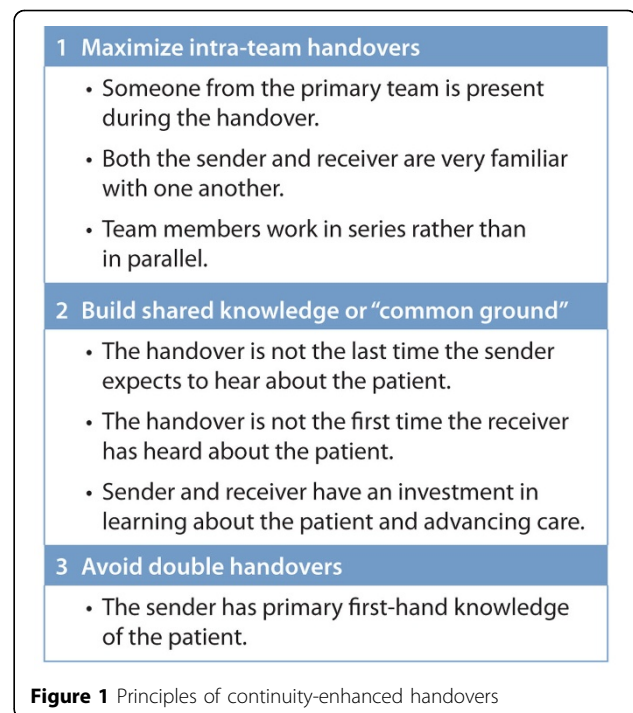 1 Maximize intra-team handovers
• Someone from the primary team is present
during the handover.
• Both the sender and receiver are very familiar
with one another.
• Team members work in series rather than
in parallel.
2 Build shared knowledge or “common ground”
• The handover is not the last time the sender
expects to hear about the patient.
• The handover is not the first time the receiver
has heard about the patient.
• Sender and receiver have an investment in
learning about the patient and advancing care.
3 Avoid double handovers
• The sender has primary first-hand knowledge
of the patient.
Figure 1 Principles of continuity-enhanced handovers